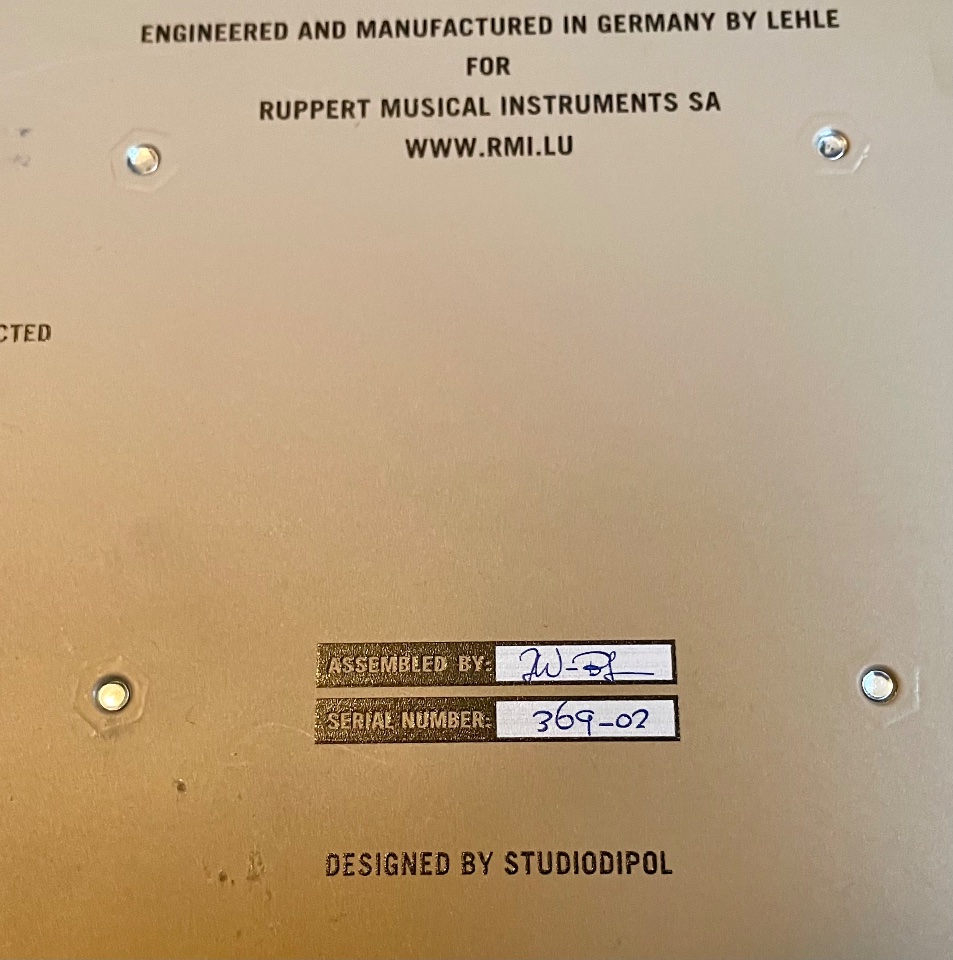 ENGINEERED AND MANUFACTURED IN GERMANY BY LEHLE
FOR
RUPPERT MUSICAL INSTRUMENTS SA
WWW.RMI.LU
CTED
ASSEMBLED BY:
SERIAL NUMBER: 369-02
DESIGNED BY STUDIODIPOL